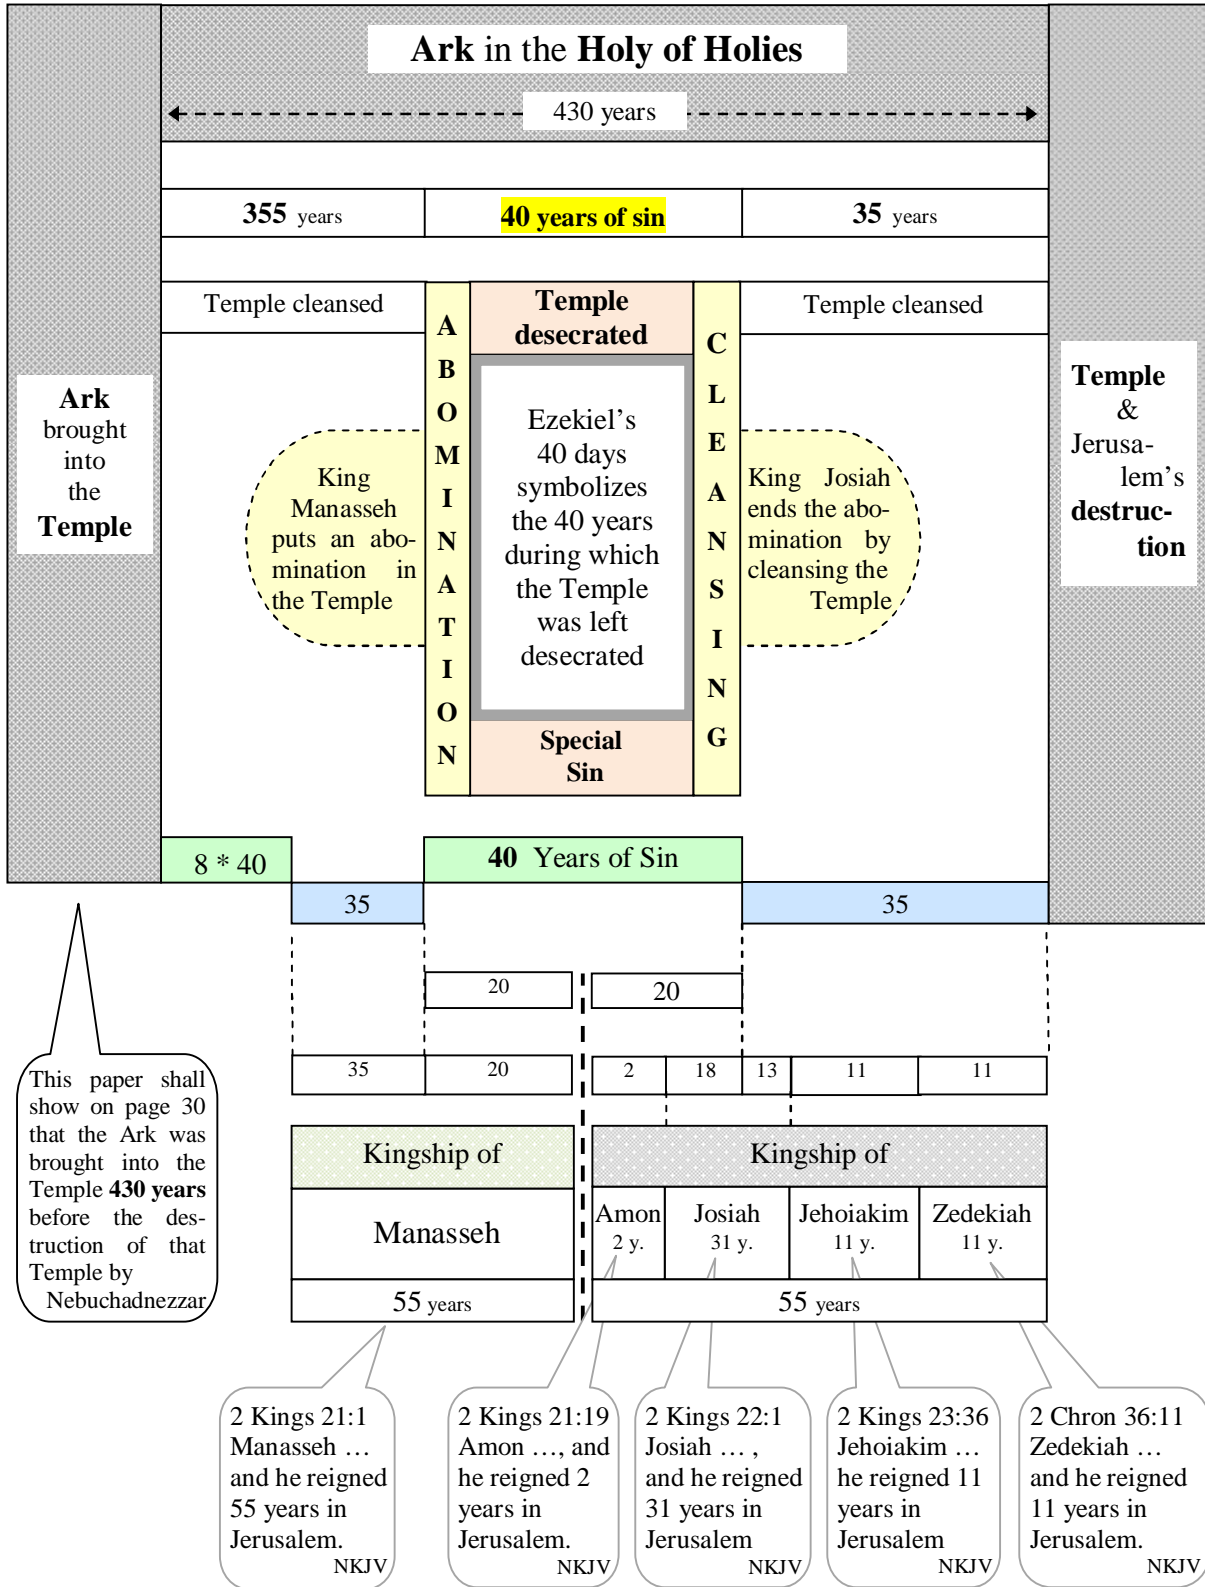 Ark in the Holy of Holies
430 years
355 years
40 years of sin
35 years
Temple cleansed
Temple
desecrated
Temple cleansed
ABOMINATION
CLEANSING
Ark
brought
into
the
Temple
King
Manasseh
puts an abo-
mination in
the Temple
Ezekiel’s
40 days
symbolizes
the 40 years
during which
the Temple
was left
desecrated
King Josiah
ends the abo-
mination by
cleansing the
Temple
Temple
&
Jerusa-
lem’s
destruc-
tion
Special
Sin
8 * 40
40 Years of Sin
35
35
20
20
35
20
2
18
13
11
11
This paper shall
show on page 30
that the Ark was
brought into the
Temple 430 years
before the des-
truction of that
Temple by
Nebuchadnezzar
Kingship of
Kingship of
Manasseh
Amon
2 y.
Josiah
31 y.
Jehoiakim
11 y.
Zedekiah
11 y.
55 years
55 years
2 Kings 21:1
Manasseh …
and he reigned
55 years in
Jerusalem.
NKJV
2 Kings 21:19
Amon …, and
he reigned 2
years in
Jerusalem.
NKJV
2 Kings 22:1
Josiah … ,
and he reigned
31 years in
Jerusalem
NKJV
2 Kings 23:36
Jehoiakim …
he reigned 11
years in
Jerusalem
NKJV
2 Chron 36:11
Zedekiah …
and he reigned
11 years in
Jerusalem.
NKJV